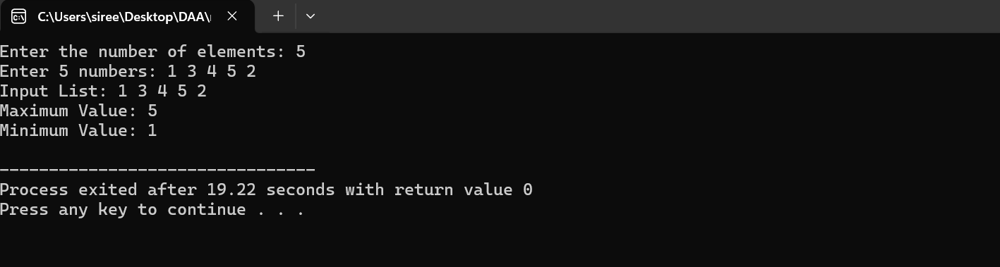 C:\Users\siree\Desktop\DAA\
Enter the number of elements: 5
Enter 5 numbers: 1 3 4 5 2
Input List: 1 3 4 5 2
Maximum Value: 5
Minimum Value: 1
--------------------------------
Process exited after 19.22 seconds with return value 0
Press any key to continue . . .